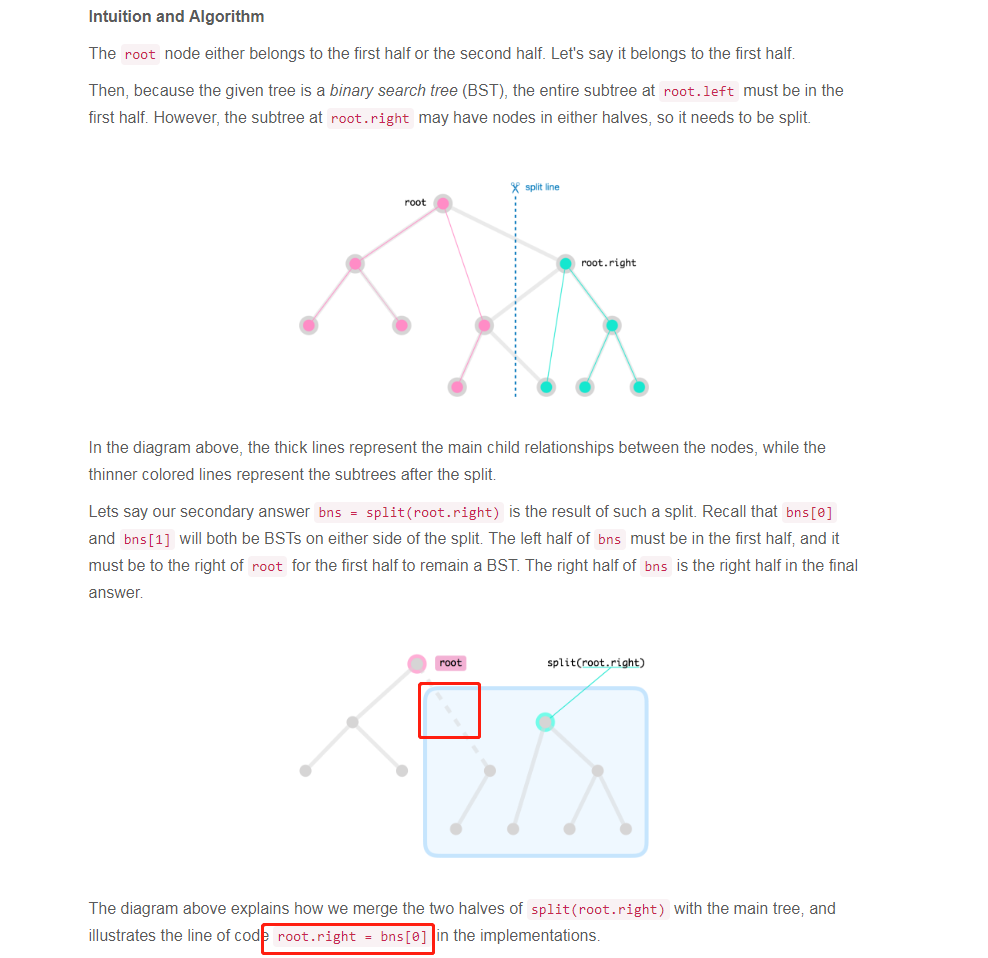 Intuition and Algorithm
The root node either belongs to the first half or the second half. Let's say it belongs to the first half.
Then, because the given tree is a binary search tree (BST), the entire subtree at root.left must be in the
first half. However, the subtree at root.right may have nodes in either halves, so it needs to be split.
split line
root
root.right
In the diagram above, the thick lines represent the main child relationships between the nodes, while the
thinner colored lines represent the subtrees after the split.
Lets say our secondary answer bns = split(root.right) is the result of such a split. Recall that bns[0]
and bns[1] will both be BSTs on either side of the split. The left half of bns must be in the first half, and it
must be to the right of root for the first half to remain a BST. The right half of bns is the right half in the final
answer.
root
split(root.right)
The diagram above explains how we merge the two halves of split(root.right) with the main tree, and
illustrates the line of code root.right = bns[0] in the implementations.